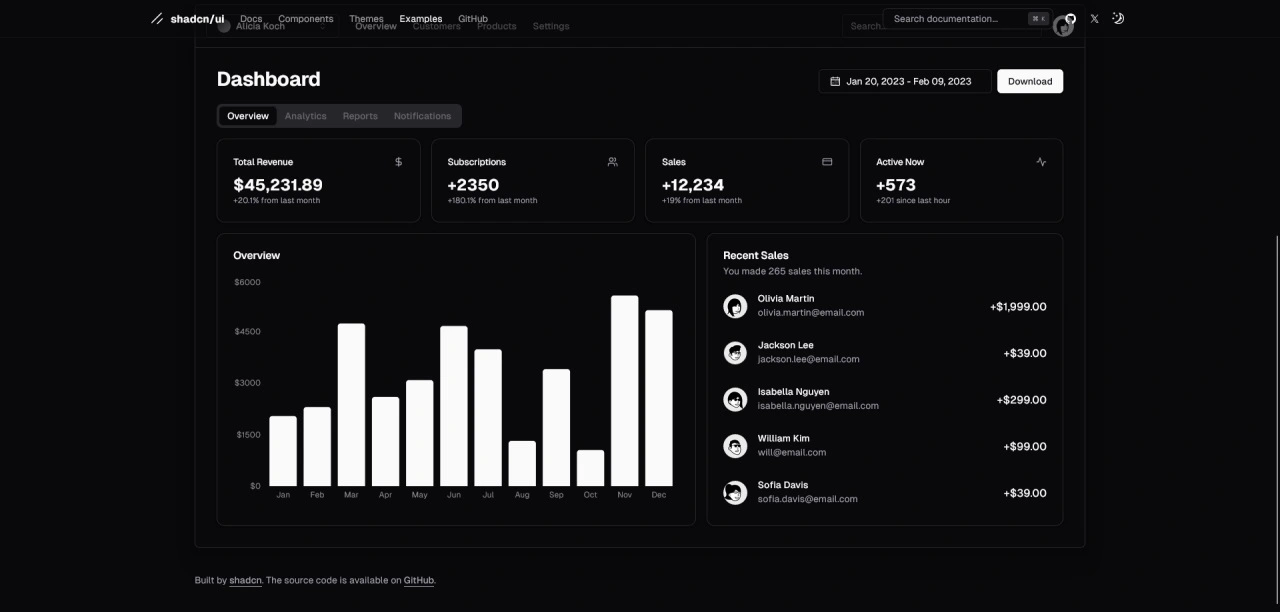 shadcn/ui Docs Components Themes Examples GitHub Search documentation... ⌘ K
Alicia Koch Overview Customers Products Settings Search...
Dashboard
Jan 20, 2023 - Feb 09, 2023 Download
Overview Analytics Reports Notifications
Total Revenue $
$45,231.89
+20.1% from last month
Subscriptions
+2350
+180.1% from last month
Sales
+12,234
+19% from last month
Active Now
+573
+201 since last hour
Overview
$6000
$4500
$3000
$1500
$0
Jan Feb Mar Apr May Jun Jul Aug Sep Oct Nov Dec
Recent Sales
You made 265 sales this month.
Olivia Martin
olivia.martin@email.com
+$1,999.00
Jackson Lee
jackson.lee@email.com
+$39.00
Isabella Nguyen
isabella.nguyen@email.com
+$299.00
William Kim
will@email.com
+$99.00
Sofia Davis
sofia.davis@email.com
+$39.00
Built by shadcn. The source code is available on GitHub.